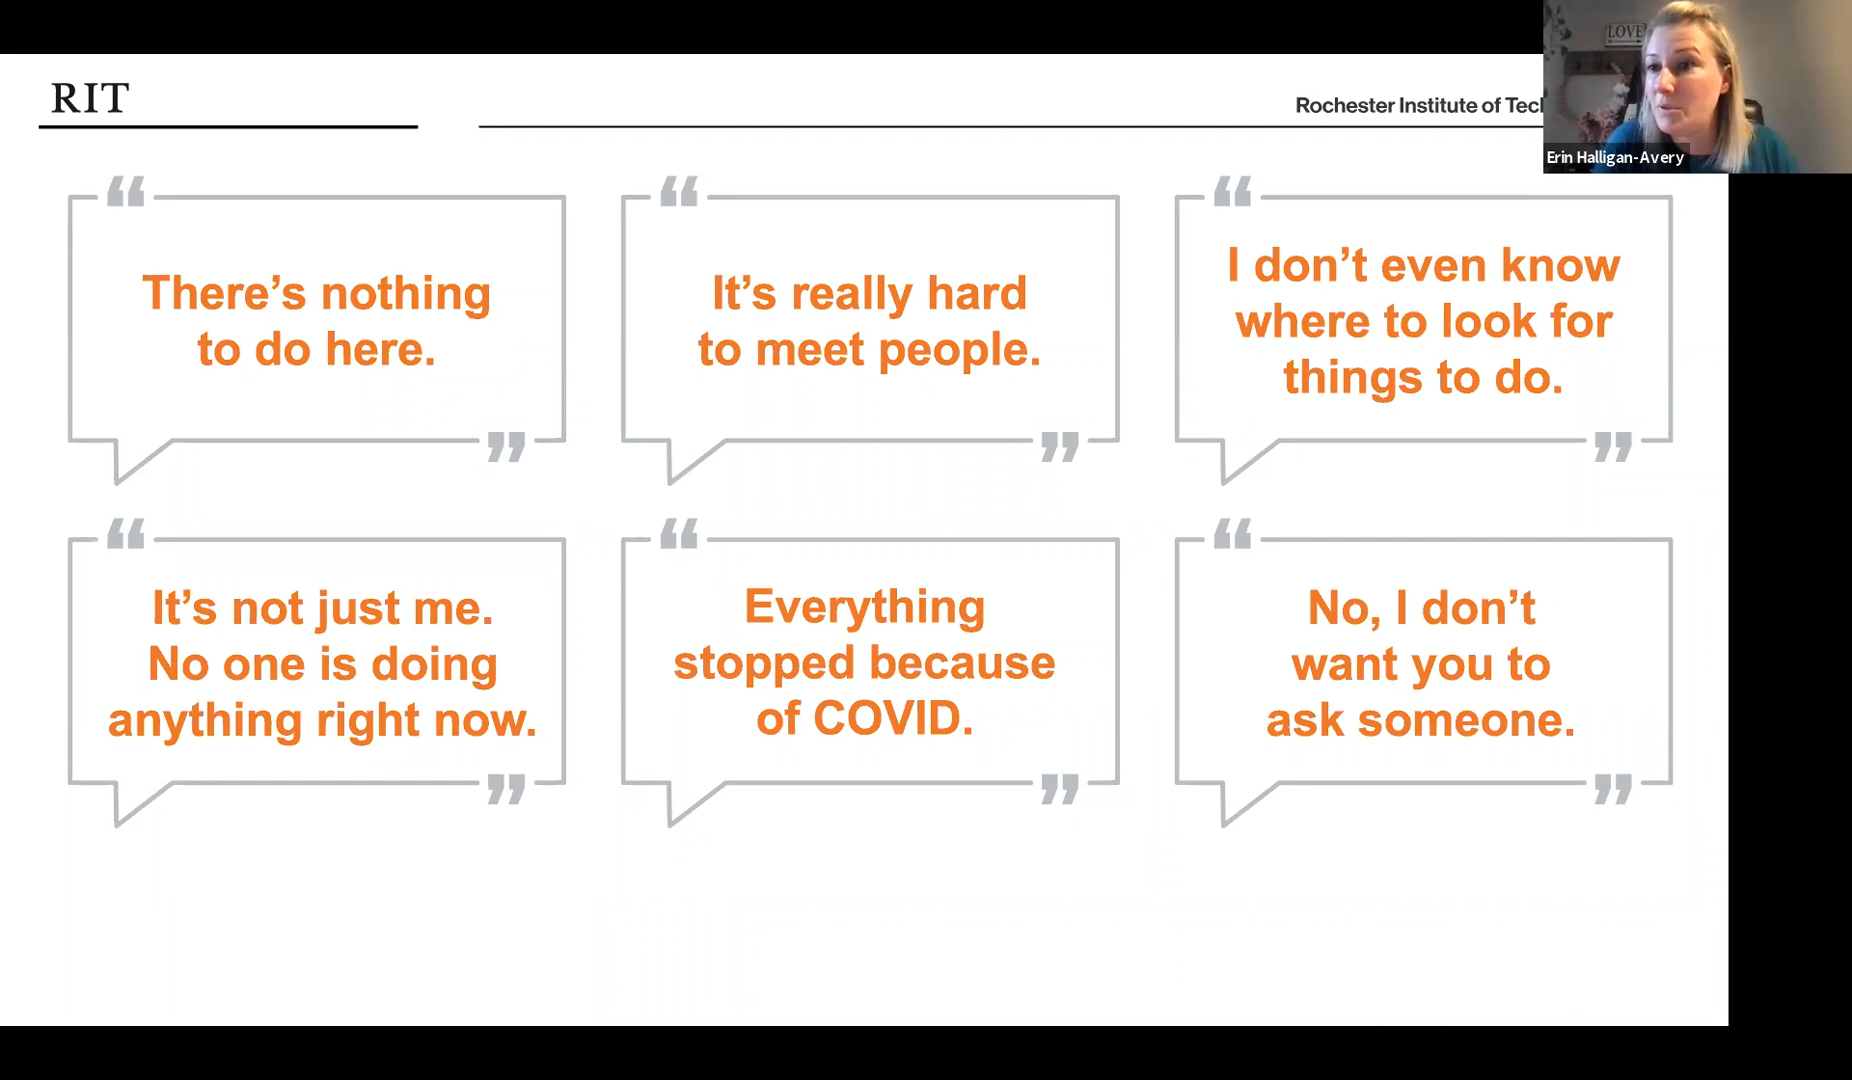 RIT
Rochester Institute of Tec
LOVE
Erin Halligan-Avery
“
There’s nothing
to do here.
”
“
It’s really hard
to meet people.
”
“
I don’t even know
where to look for
things to do.
”
“
It’s not just me.
No one is doing
anything right now.
”
“
Everything
stopped because
of COVID.
”
“
No, I don’t
want you to
ask someone.
”